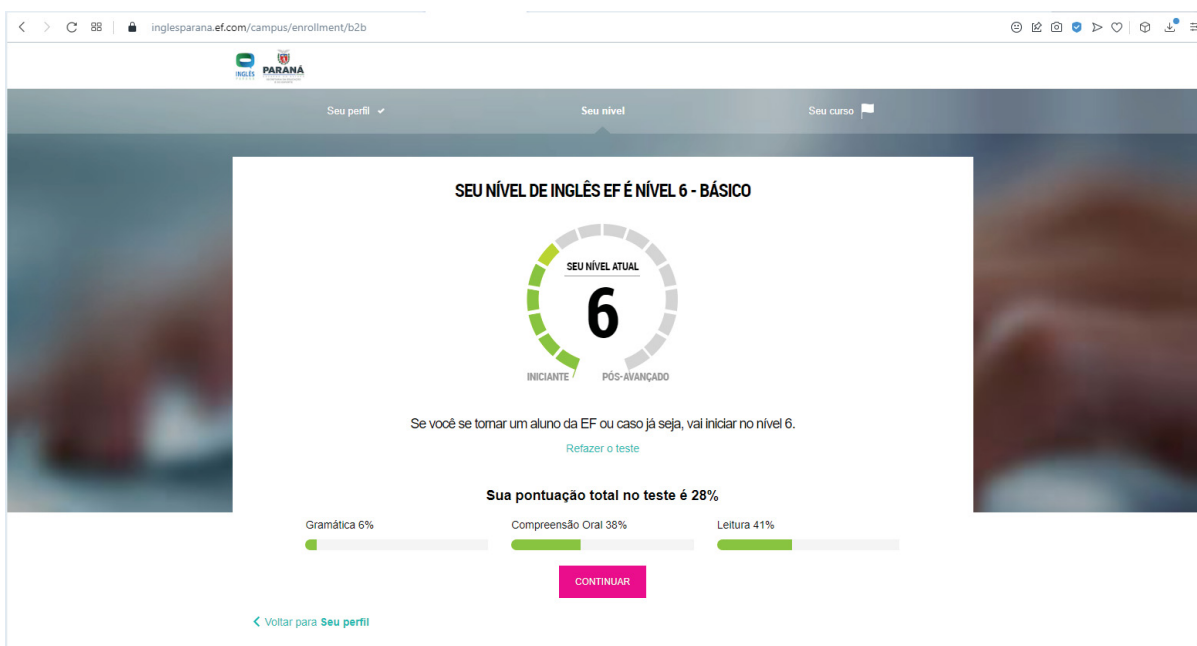 inglesparana.ef.com/campus/enrollment/b2b
INGLÊS PARANÁ
Seu perfil
Seu nível
Seu curso
SEU NÍVEL DE INGLÊS EF É NÍVEL 6 - BÁSICO
SEU NÍVEL ATUAL
6
INICIANTE
PÓS-AVANÇADO
Se você se tornar um aluno da EF ou caso já seja, vai iniciar no nível 6.
Refazer o teste
Sua pontuação total no teste é 28%
Gramática 6%
Compreensão Oral 38%
Leitura 41%
CONTINUAR
Voltar para Seu perfil